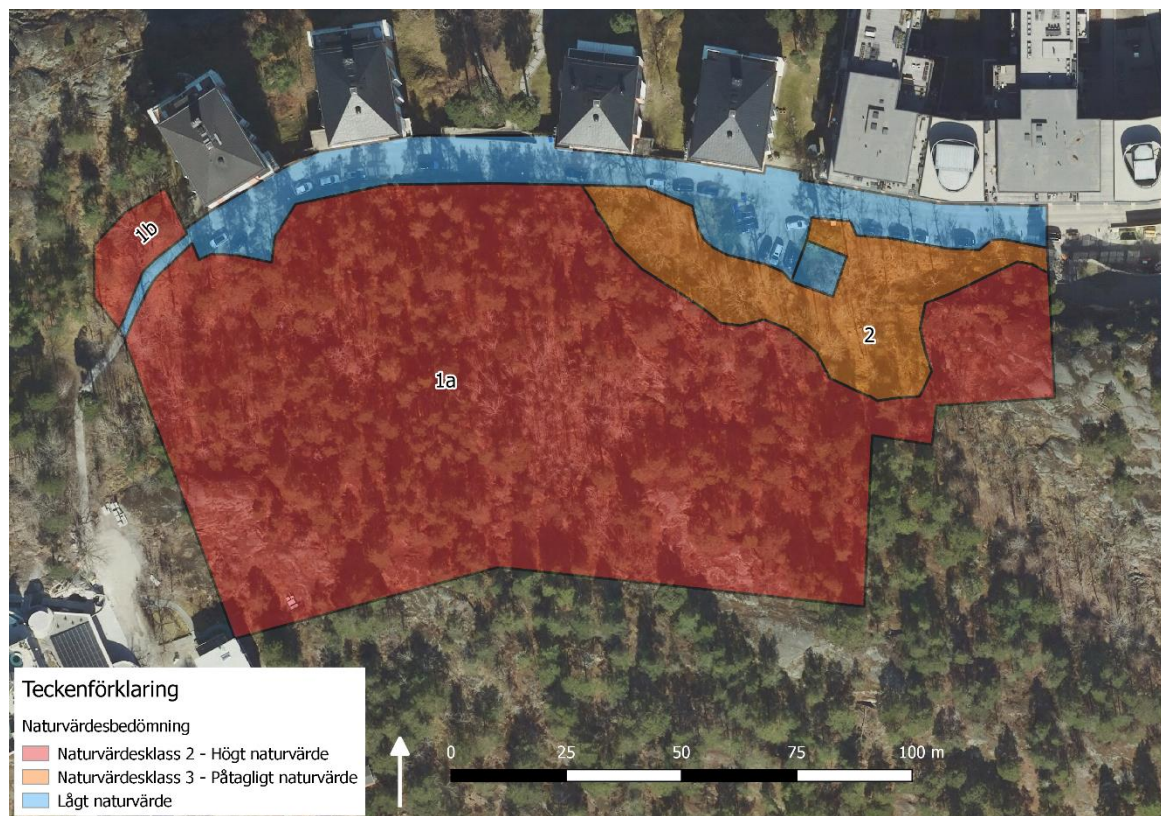 1b
1a
2
Teckenförklaring
Naturvärdesbedömning
Naturvärdesklass 2 - Högt naturvärde
Naturvärdesklass 3 - Påtagligt naturvärde
Lågt naturvärde
0 25 50 75 100 m